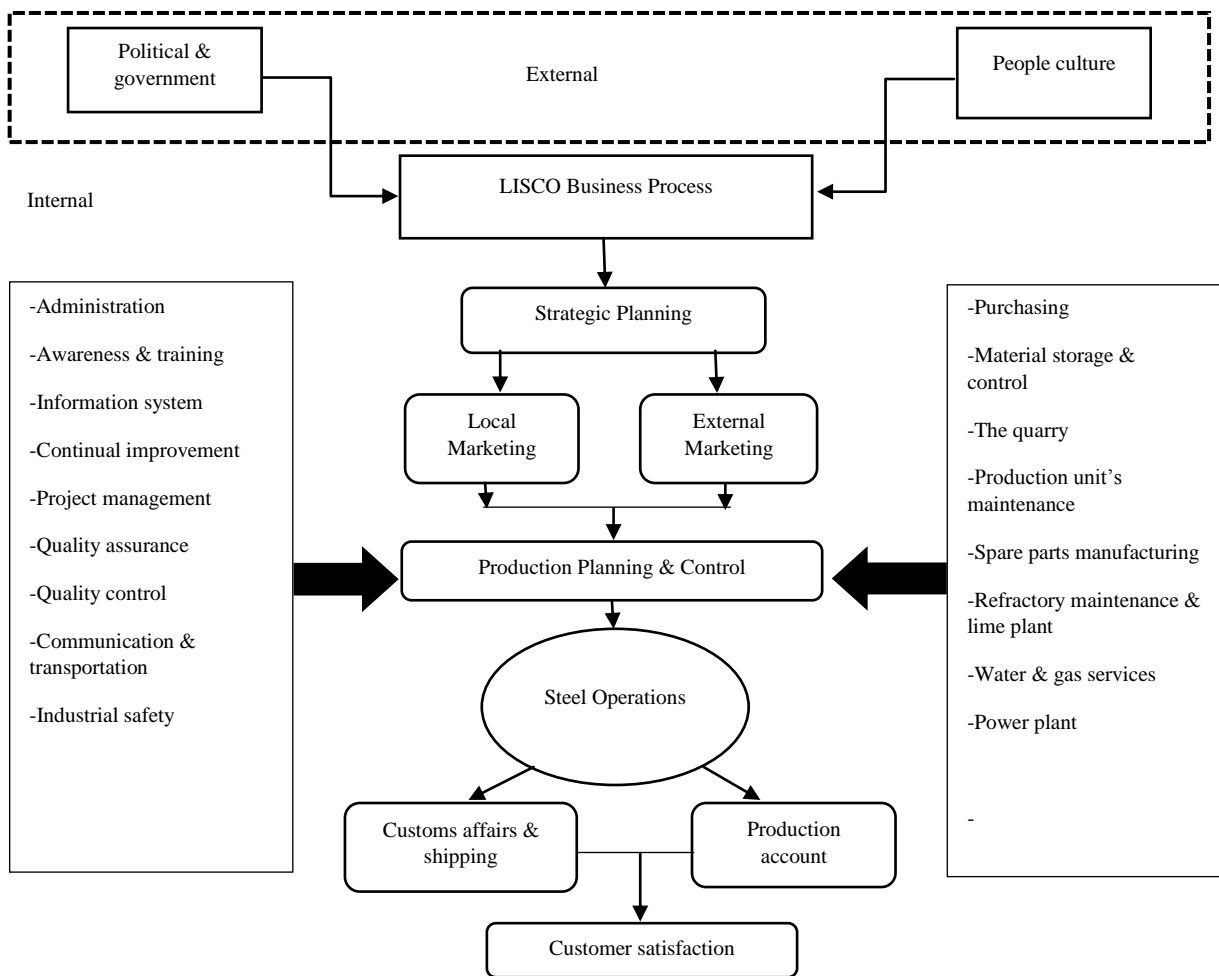 Political &
government
External
People culture
LISCO Business Process
Internal
-Administration
-Awareness & training
-Information system
-Continual improvement
-Project management
-Quality assurance
-Quality control
-Communication &
transportation
-Industrial safety
Strategic Planning
Local
Marketing
External
Marketing
Production Planning & Control
Steel Operations
Customs affairs &
shipping
Production
account
Customer satisfaction
-Purchasing
-Material storage &
control
-The quarry
-Production unit’s
maintenance
-Spare parts manufacturing
-Refractory maintenance &
lime plant
-Water & gas services
-Power plant
-